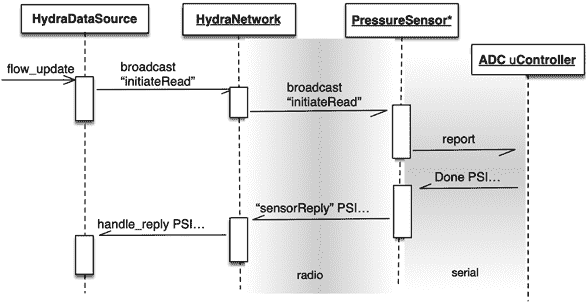 HydraDataSource
HydraNetwork
PressureSensor*
ADC uController
flow_update
broadcast
“initiateRead”
broadcast
“initiateRead”
report
Done PSI...
“sensorReply” PSI...
handle_reply PSI...
radio
serial